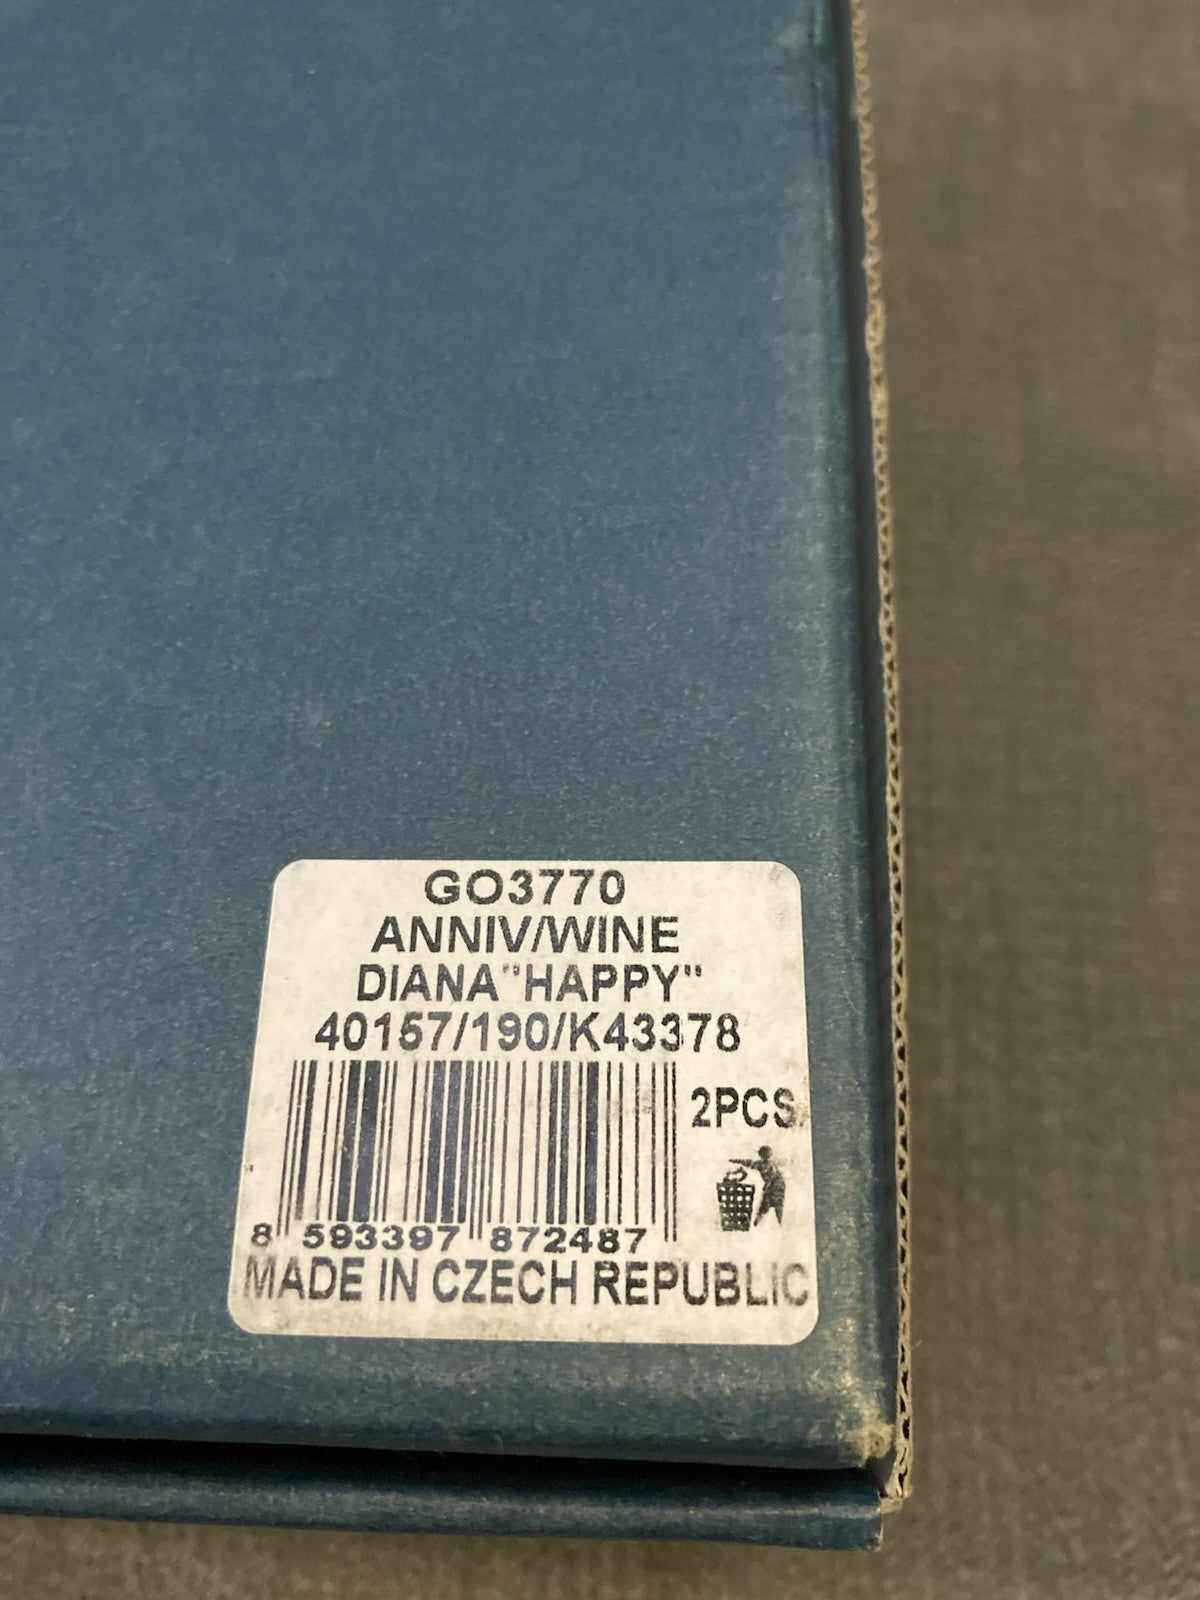 GO3770
ANNIV/WINE
DIANA"HAPPY"
40157/190/K43378
2PCS.
8 593397 872487
MADE IN CZECH REPUBLIC